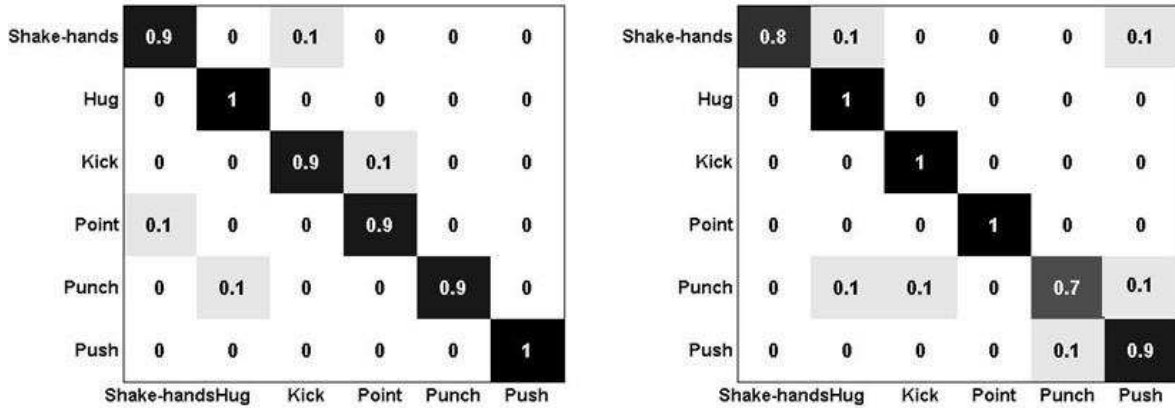 Shake-hands 0.9 0 0.1 0 0 0
Hug 0 1 0 0 0 0
Kick 0 0 0.9 0.1 0 0
Point 0.1 0 0 0.9 0 0
Punch 0 0.1 0 0 0.9 0
Push 0 0 0 0 0 1
Shake-handsHug Kick Point Punch Push
Shake-hands 0.8 0.1 0 0 0 0.1
Hug 0 1 0 0 0 0
Kick 0 0 1 0 0 0
Point 0 0 0 1 0 0
Punch 0 0.1 0.1 0 0.7 0.1
Push 0 0 0 0 0.1 0.9
Shake-handsHug Kick Point Punch Push